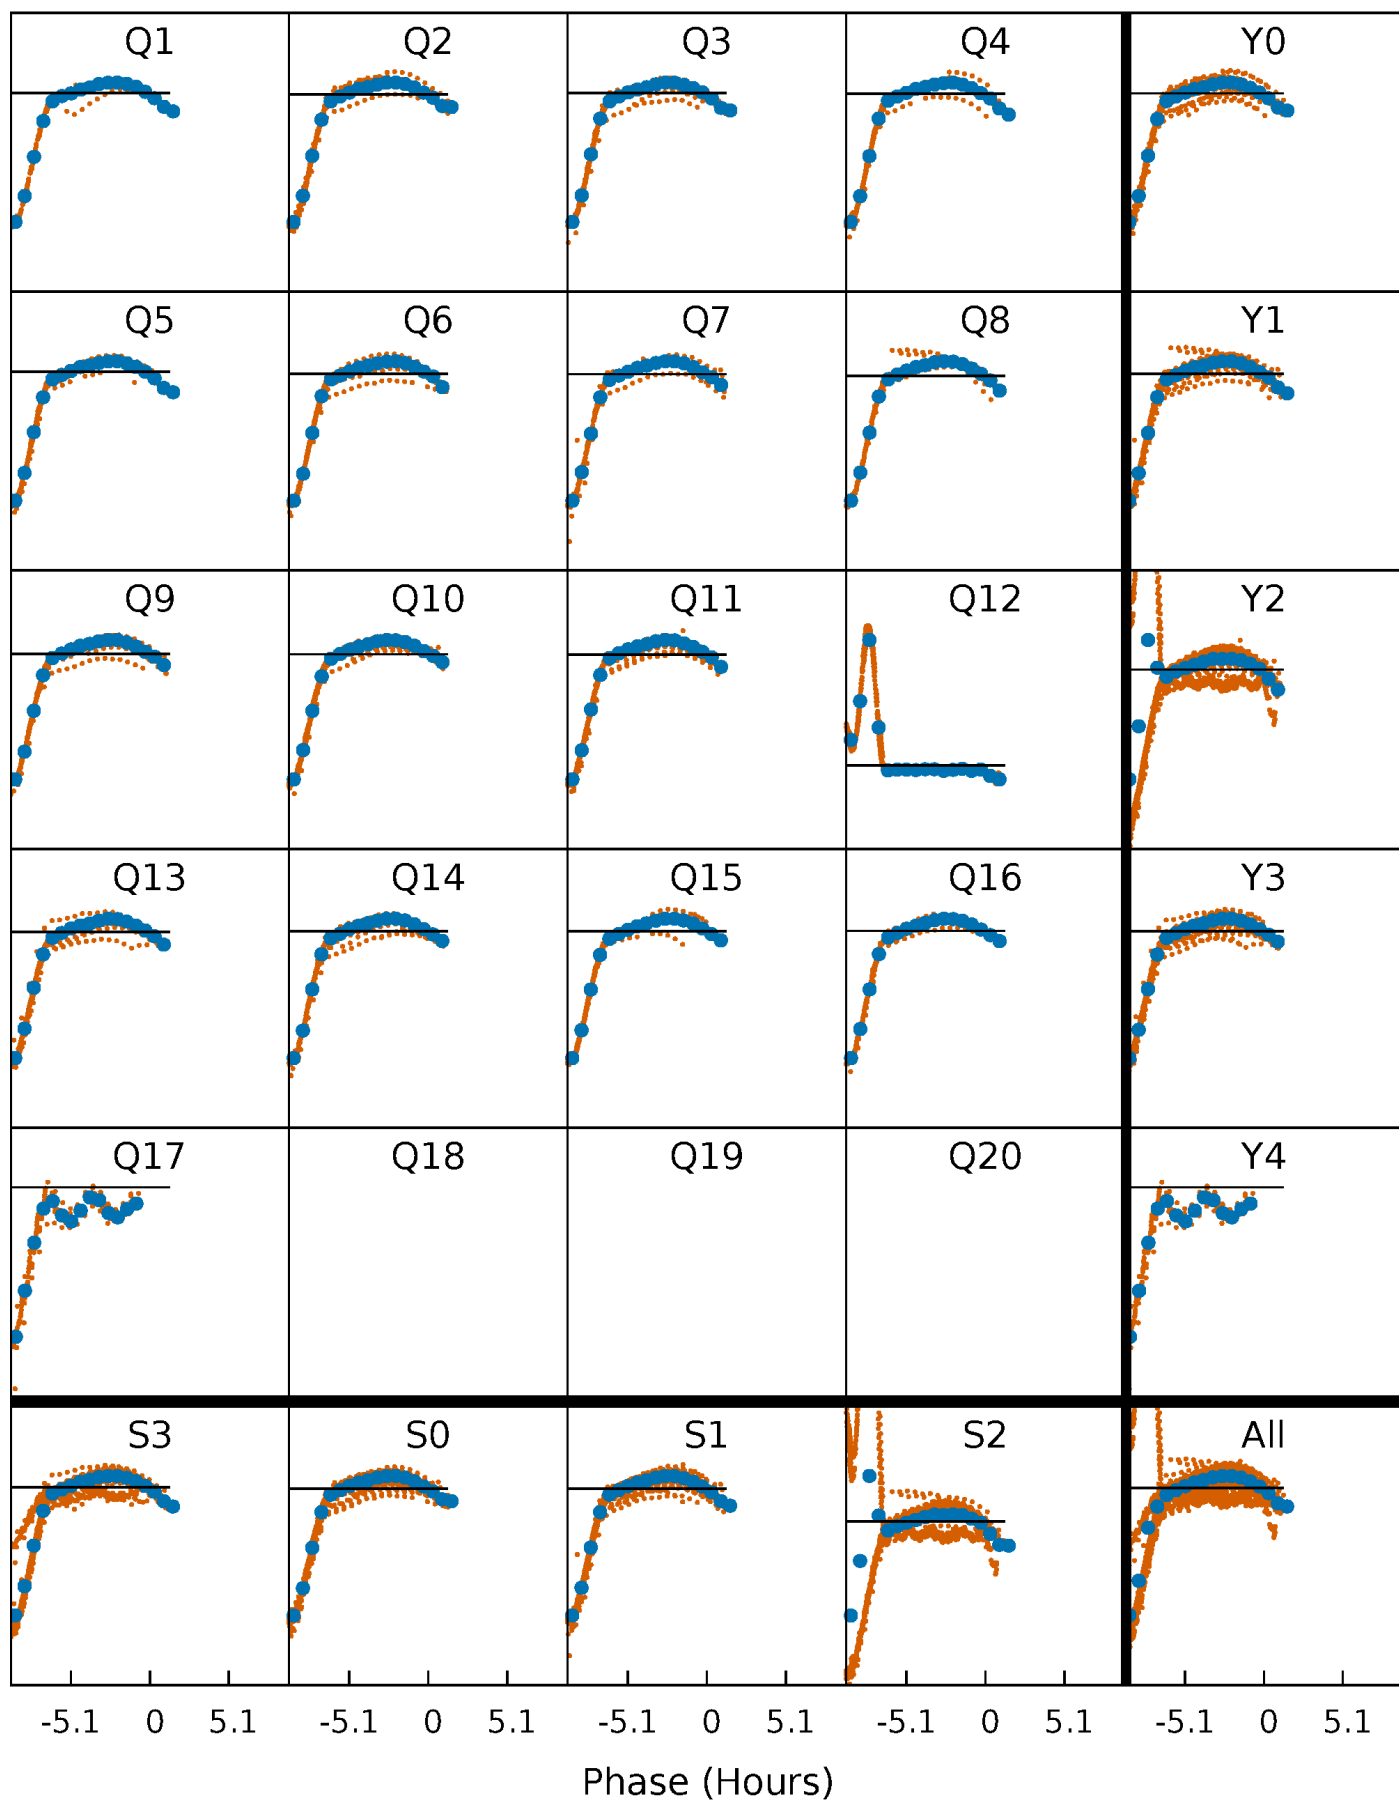 Q1 Q2 Q3 Q4 Y0
Q5 Q6 Q7 Q8 Y1
Q9 Q10 Q11 Q12 Y2
Q13 Q14 Q15 Q16 Y3
Q17 Q18 Q19 Q20 Y4
S3 S0 S1 S2 All
-5.1 0 5.1 -5.1 0 5.1 -5.1 0 5.1 -5.1 0 5.1 -5.1 0 5.1
Phase (Hours)